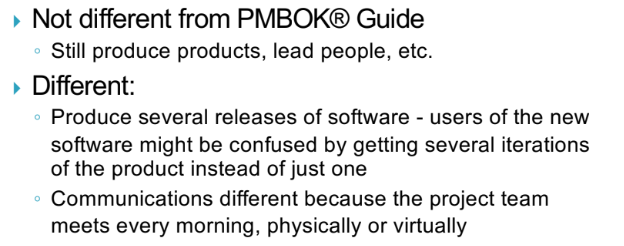 Not different from PMBOK® Guide
Still produce products, lead people, etc.
Different:
Produce several releases of software - users of the new
software might be confused by getting several iterations
of the product instead of just one
Communications different because the project team
meets every morning, physically or virtually